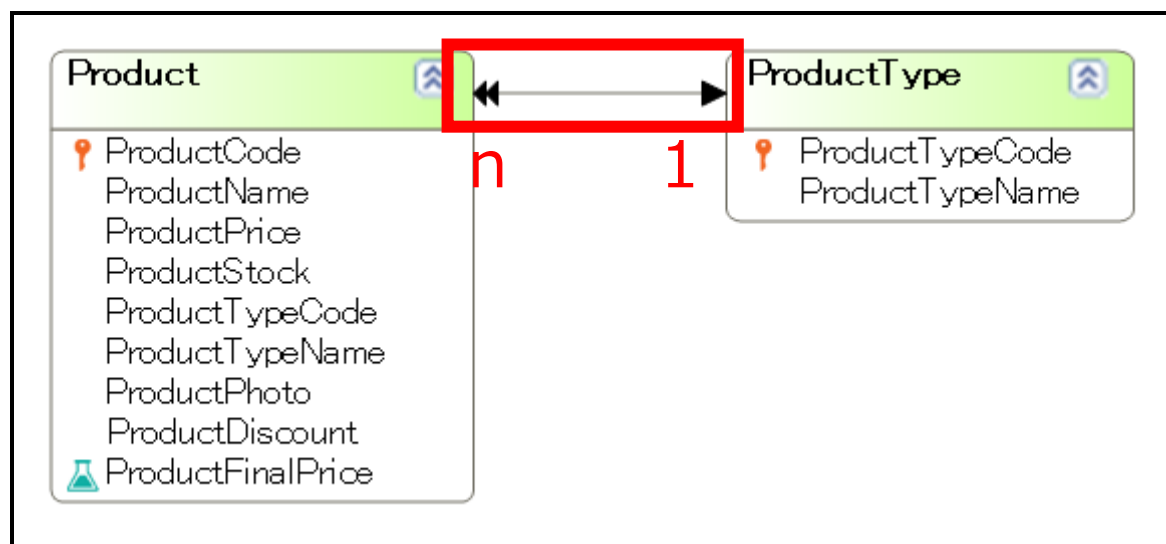 Product
ProductCode
ProductName
ProductPrice
ProductStock
ProductTypeCode
ProductTypeName
ProductPhoto
ProductDiscount
ProductFinalPrice
n
1
ProductType
ProductTypeCode
ProductTypeName